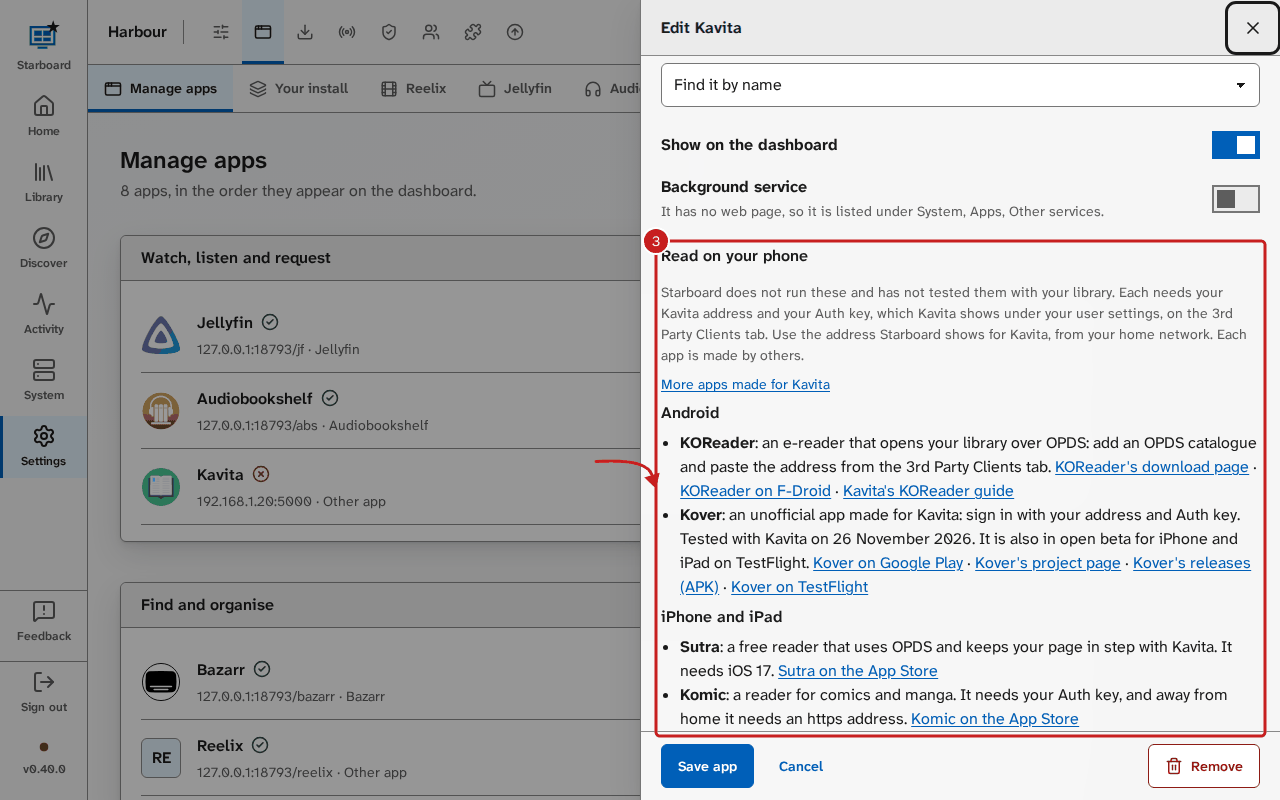 Starboard
Home
Library
Discover
Activity
System
Settings
Feedback
Sign out
v0.40.0
Harbour
Manage apps
Your install
Reelix
Jellyfin
Manage apps
8 apps, in the order they appear on the dashboard.
Watch, listen and request
Jellyfin
127.0.0.1:18793/jf · Jellyfin
Audiobookshelf
127.0.0.1:18793/abs · Audiobookshelf
Kavita
192.168.1.20:5000 · Other app
Find and organise
Bazarr
127.0.0.1:18793/bazarr · Bazarr
RE
Reelix
127.0.0.1:18793/reelix · Other app
Edit Kavita
Find it by name
Show on the dashboard
Background service
It has no web page, so it is listed under System, Apps, Other services.
3
Read on your phone
Starboard does not run these and has not tested them with your library. Each needs your
Kavita address and your Auth key, which Kavita shows under your user settings, on the 3rd
Party Clients tab. Use the address Starboard shows for Kavita, from your home network. Each
app is made by others.
More apps made for Kavita
Android
• KOReader: an e-reader that opens your library over OPDS: add an OPDS catalogue
and paste the address from the 3rd Party Clients tab. KOReader's download page ·
KOReader on F-Droid · Kavita's KOReader guide
• Kover: an unofficial app made for Kavita: sign in with your address and Auth key.
Tested with Kavita on 26 November 2026. It is also in open beta for iPhone and
iPad on TestFlight. Kover on Google Play · Kover's project page · Kover's releases
(APK) · Kover on TestFlight
iPhone and iPad
• Sutra: a free reader that uses OPDS and keeps your page in step with Kavita. It
needs iOS 17. Sutra on the App Store
• Komic: a reader for comics and manga. It needs your Auth key, and away from
home it needs an https address. Komic on the App Store
Save app
Cancel
Remove